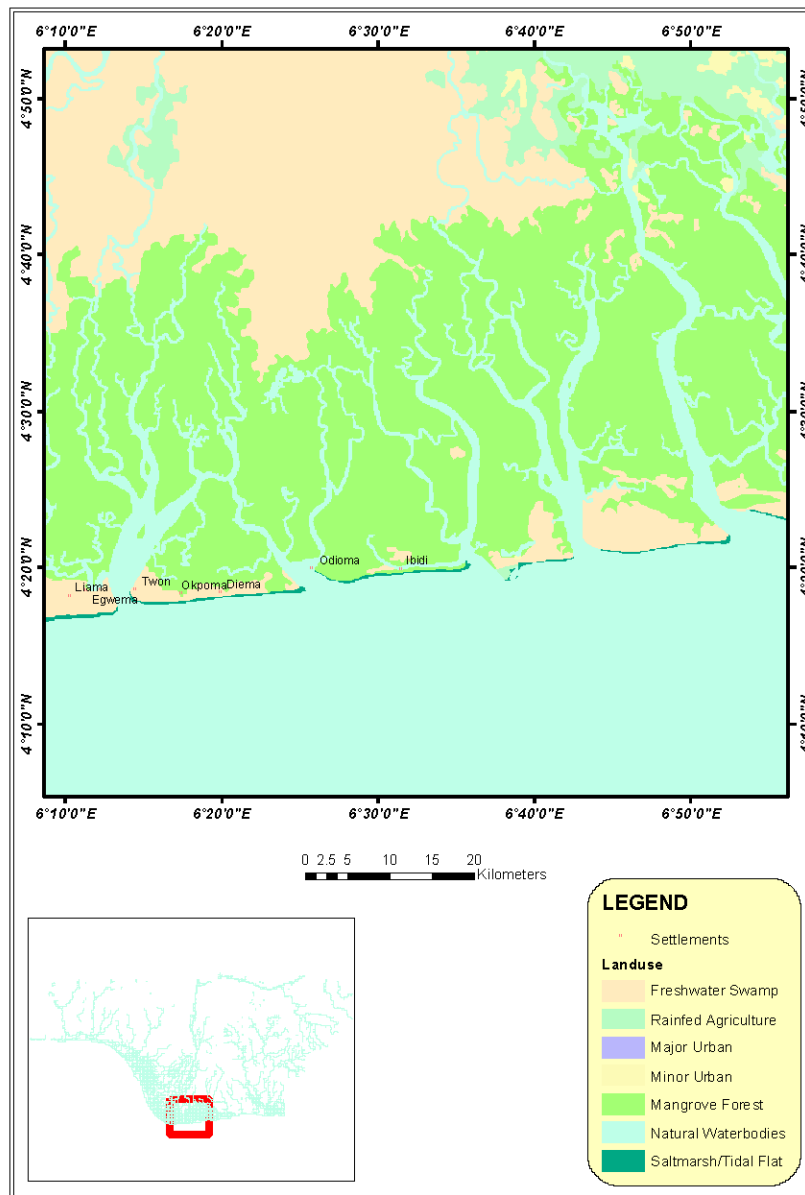 6°10'0"E 6°20'0"E 6°30'0"E 6°40'0"E 6°50'0"E
4°50'0"N
4°40'0"N 4°40'0"N
4°30'0"N
4°20'0"N
4°10'0"N
Odioma
Ibidi
Twon
Okpoma
Diema
Liama
Egwema
6°10'0"E 6°20'0"E 6°30'0"E 6°40'0"E 6°50'0"E
0 2.5 5 10 15 20
Kilometers
LEGEND
Settlements
Landuse
Freshwater Swamp
Rainfed Agriculture
Major Urban
Minor Urban
Mangrove Forest
Natural Waterbodies
Saltmarsh/Tidal Flat